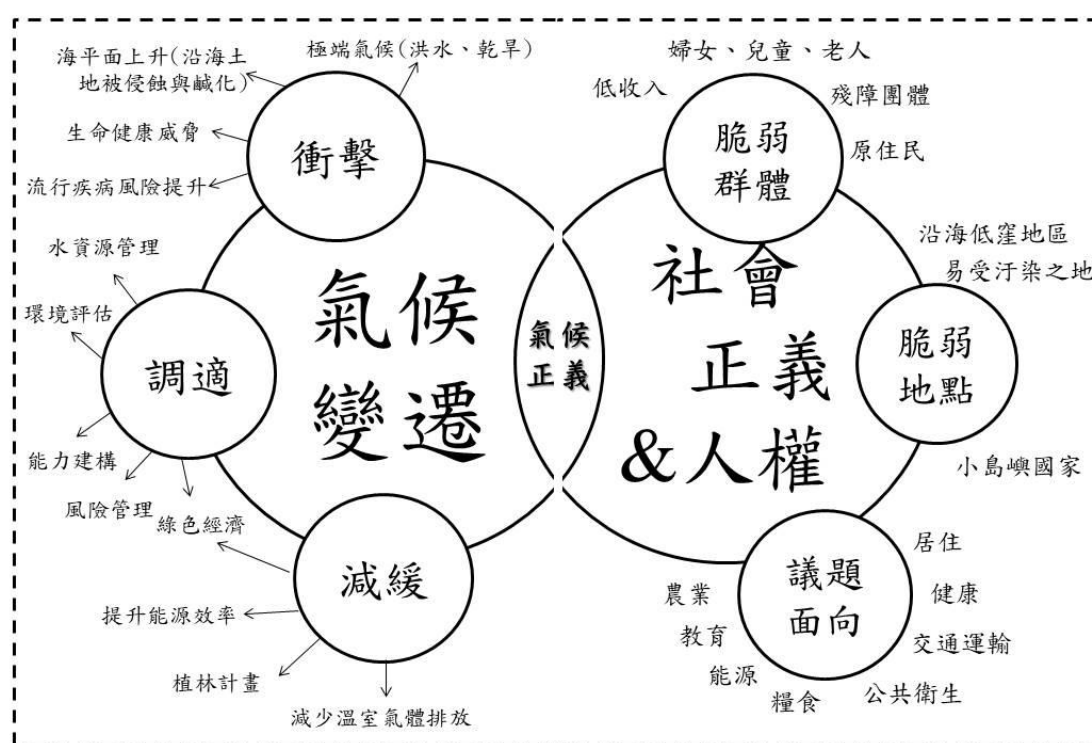 海平面上升(沿海土
地被侵蝕與鹹化)
極端氣候(洪水、乾旱)
生命健康威脅
流行疾病風險提升
衝擊
水資源管理
環境評估
調適
能力建構
風險管理
綠色經濟
減緩
提升能源效率
植林計畫
減少溫室氣體排放
氣候
變遷
氣候
正義
社會
正義
&人權
婦女、兒童、老人
低收入
殘障團體
原住民
脆弱
群體
沿海低窪地區
易受汙染之地
脆弱
地點
小島嶼國家
議題
面向
居住
健康
交通運輸
公共衛生
糧食
能源
教育
農業